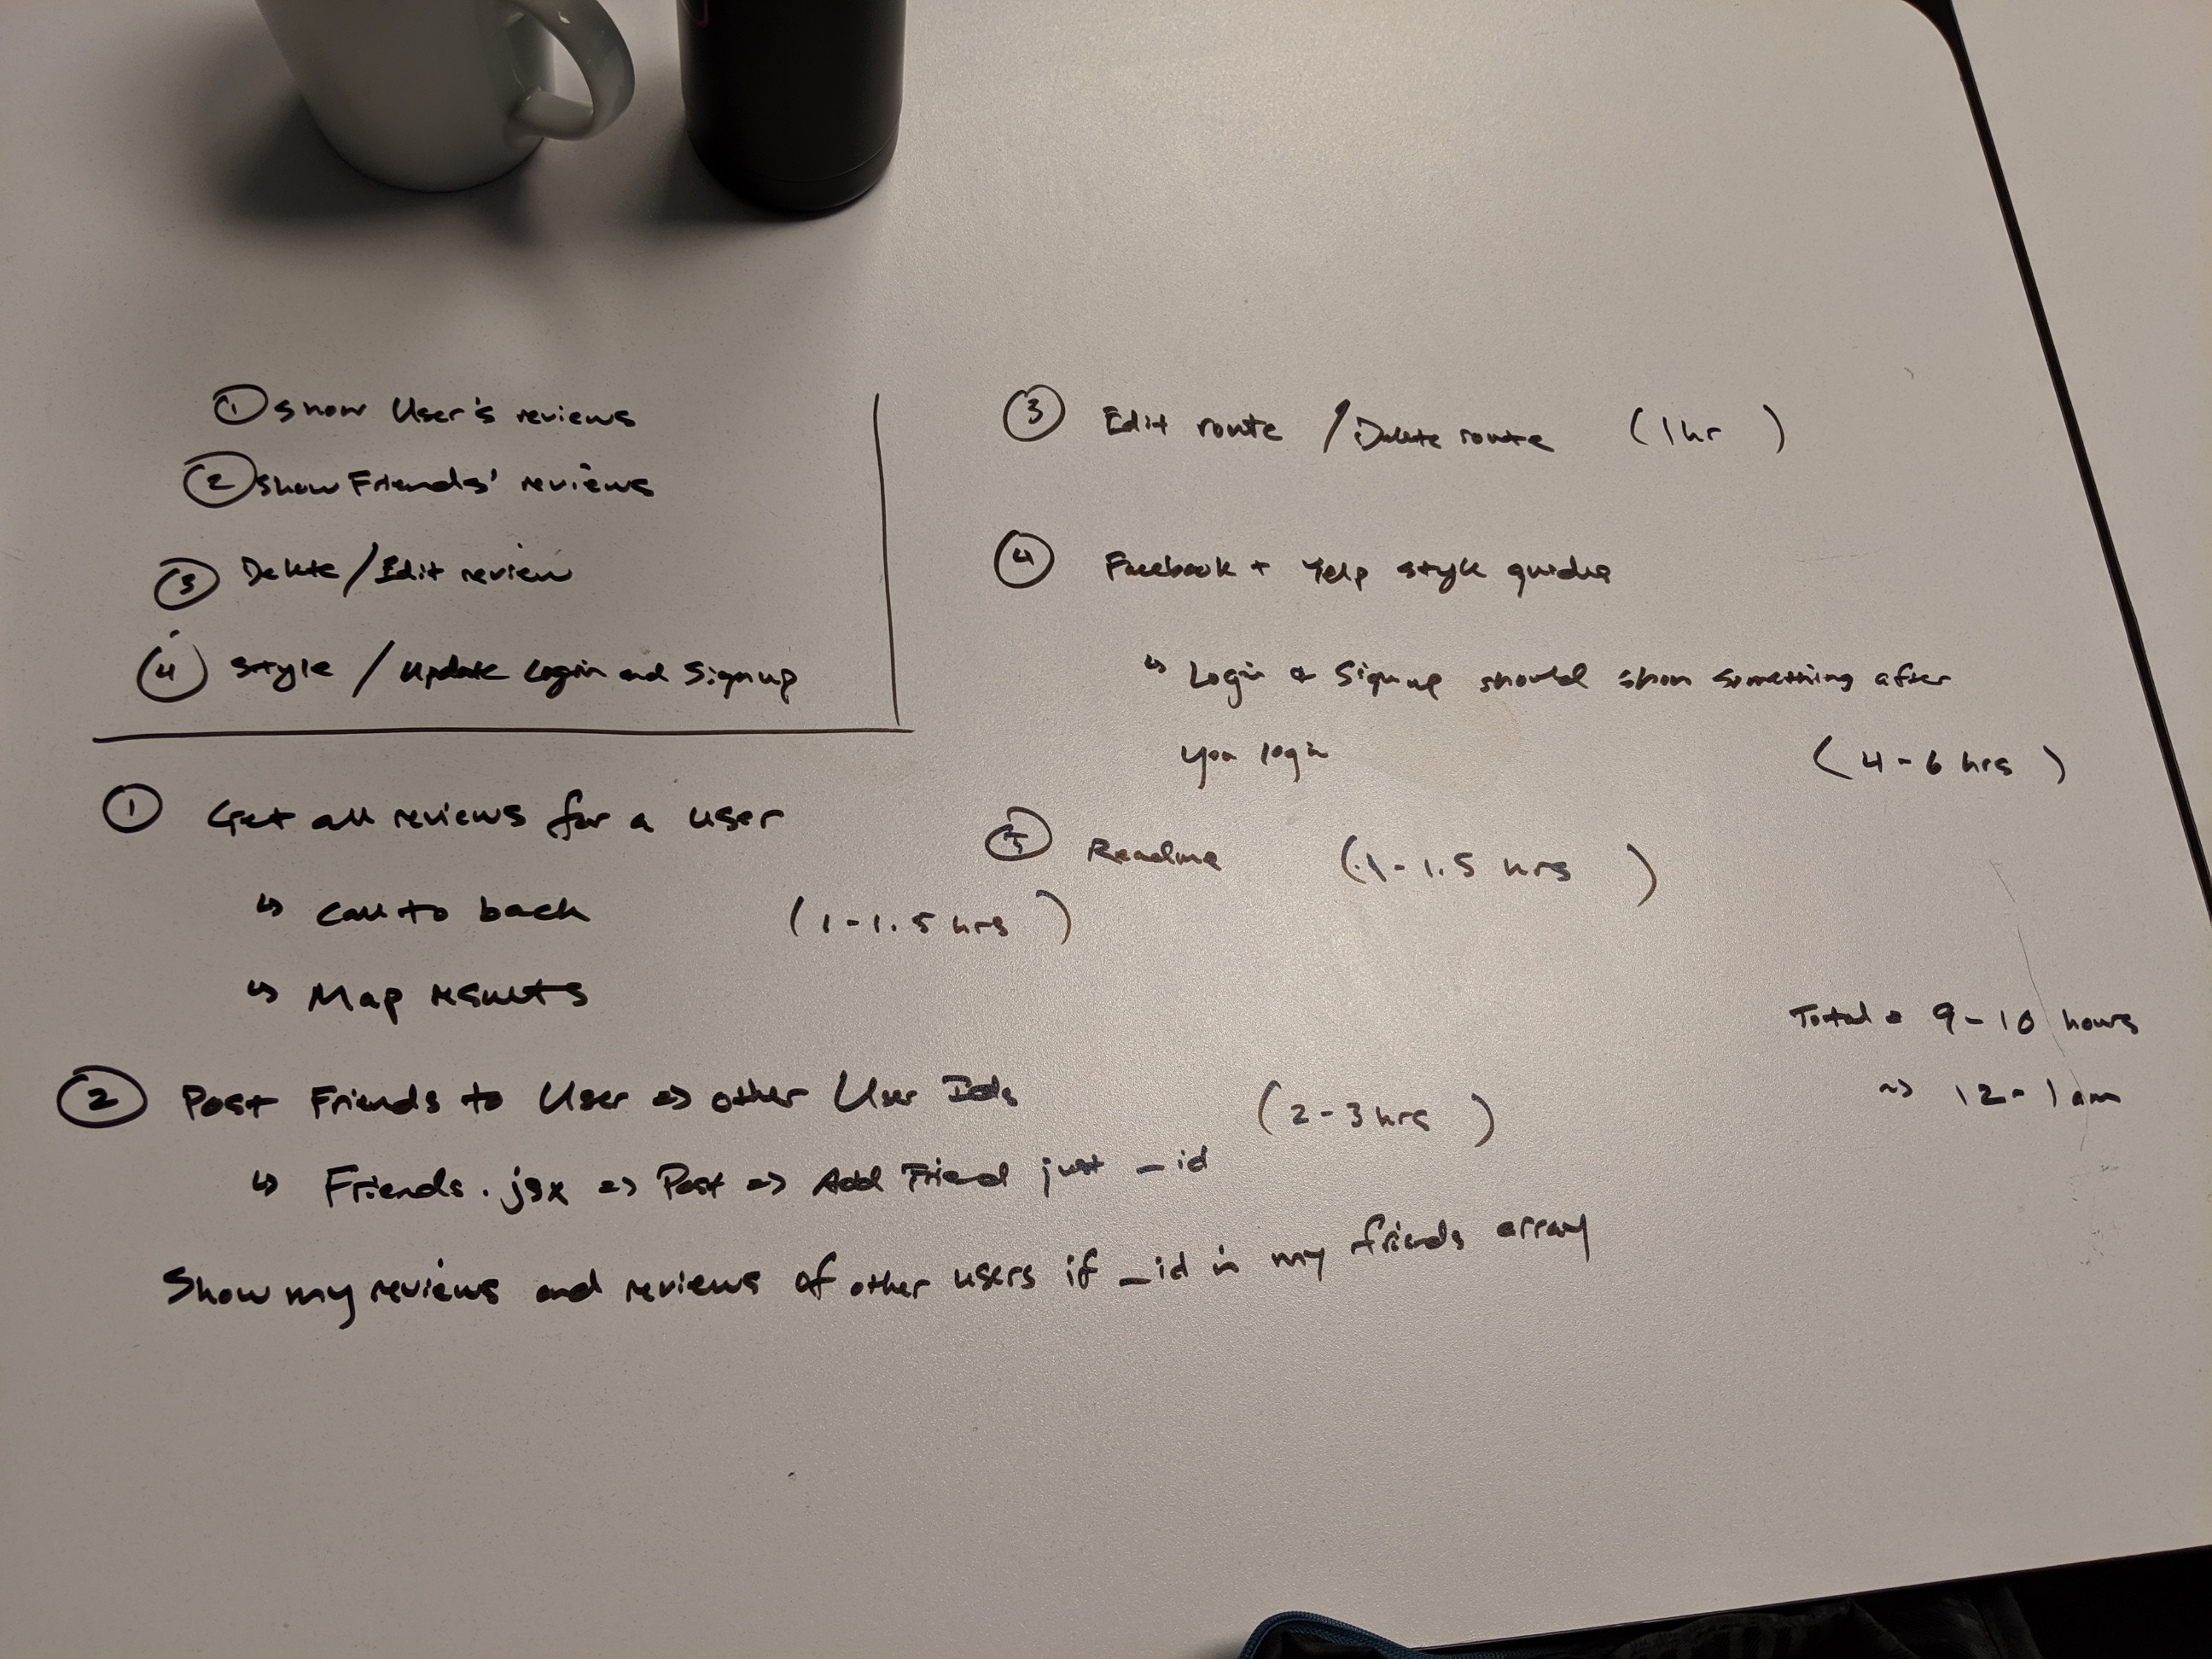 ① Show User's reviews
② Show Friends' reviews
③ Delete/Edit review
④ Style / Update Login and Signup
① Get all reviews for a user
↳ Call to back (1-1.5 hrs)
↳ Map results
② Post Friends to User => other User Ids (2-3 hrs)
↳ Friends.jsx => Post => Add Friend just _id
Show my reviews and reviews of other users if _id in my friends array
③ Edit route / Delete route (1 hr)
④ Facebook + Yelp style guides
↳ Login & Signup should show something after
you login (4-6 hrs)
⑤ Readme (1-1.5 hrs)
Total = 9-10 hours
~> 12-1am